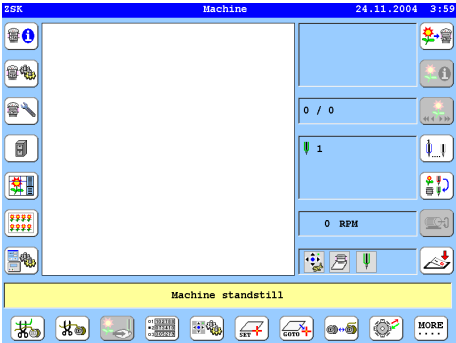 ZSK Machine 24.11.2004 3:59
0 / 0
1
0 RPM
Machine standstill
SET GOTO MORE